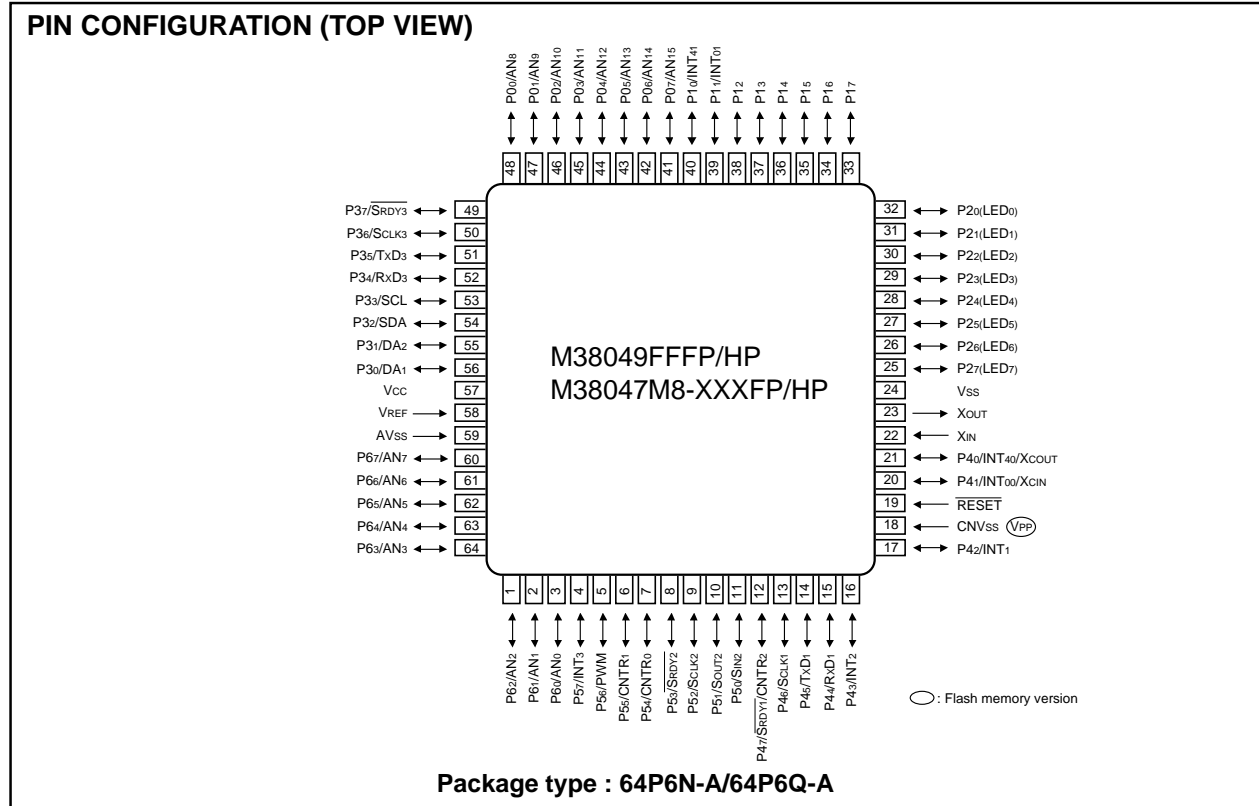 PIN CONFIGURATION (TOP VIEW)
P00/AN8
P01/AN9
P02/AN10
P03/AN11
P04/AN12
P05/AN13
P06/AN14
P07/AN15
P10/INT41
P11/INT01
P12
P13
P14
P15
P16
P17
48
47
46
45
44
43
42
41
40
39
38
37
36
35
34
33
P37/SRDY3 49
P36/SCLK3 50
P35/TXD3 51
P34/RXD3 52
P33/SCL 53
P32/SDA 54
P31/DA2 55
P30/DA1 56
VCC 57
VREF 58
AVSS 59
P67/AN7 60
P66/AN6 61
P65/AN5 62
P64/AN4 63
P63/AN3 64
M38049FFFP/HP
M38047M8-XXXFP/HP
32 P20(LED0)
31 P21(LED1)
30 P22(LED2)
29 P23(LED3)
28 P24(LED4)
27 P25(LED5)
26 P26(LED6)
25 P27(LED7)
24 VSS
23 XOUT
22 XIN
21 P40/INT40/XCOUT
20 P41/INT00/XCIN
19 RESET
18 CNVSS VPP
17 P42/INT1
1
2
3
4
5
6
7
8
9
10
11
12
13
14
15
16
P62/AN2
P61/AN1
P60/AN0
P57/INT3
P56/PWM
P55/CNTR1
P54/CNTR0
P53/SRDY2
P52/SCLK2
P51/SOUT2
P50/SIN2
P47/SRDY1/CNTR2
P46/SCLK1
P45/TXD1
P44/RXD1
P43/INT2
: Flash memory version
Package type : 64P6N-A/64P6Q-A